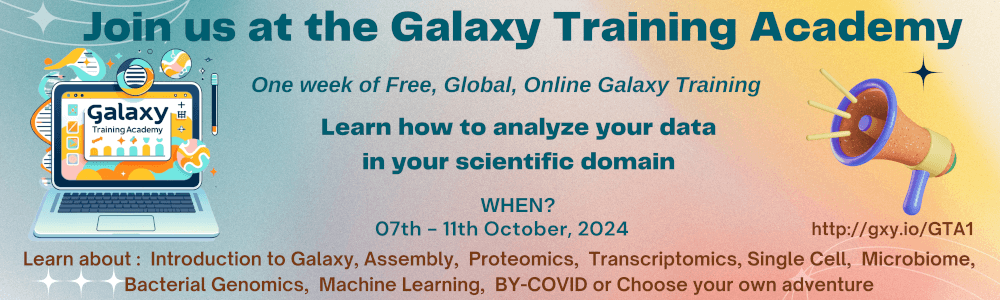 Join us at the Galaxy Training Academy
One week of Free, Global, Online Galaxy Training
Galaxy
Training Academy
Learn how to analyze your data
in your scientific domain
WHEN?
07th - 11th October, 2024
http://gxy.io/GTA1
Learn about : Introduction to Galaxy, Assembly, Proteomics, Transcriptomics, Single Cell, Microbiome,
Bacterial Genomics, Machine Learning, BY-COVID or Choose your own adventure